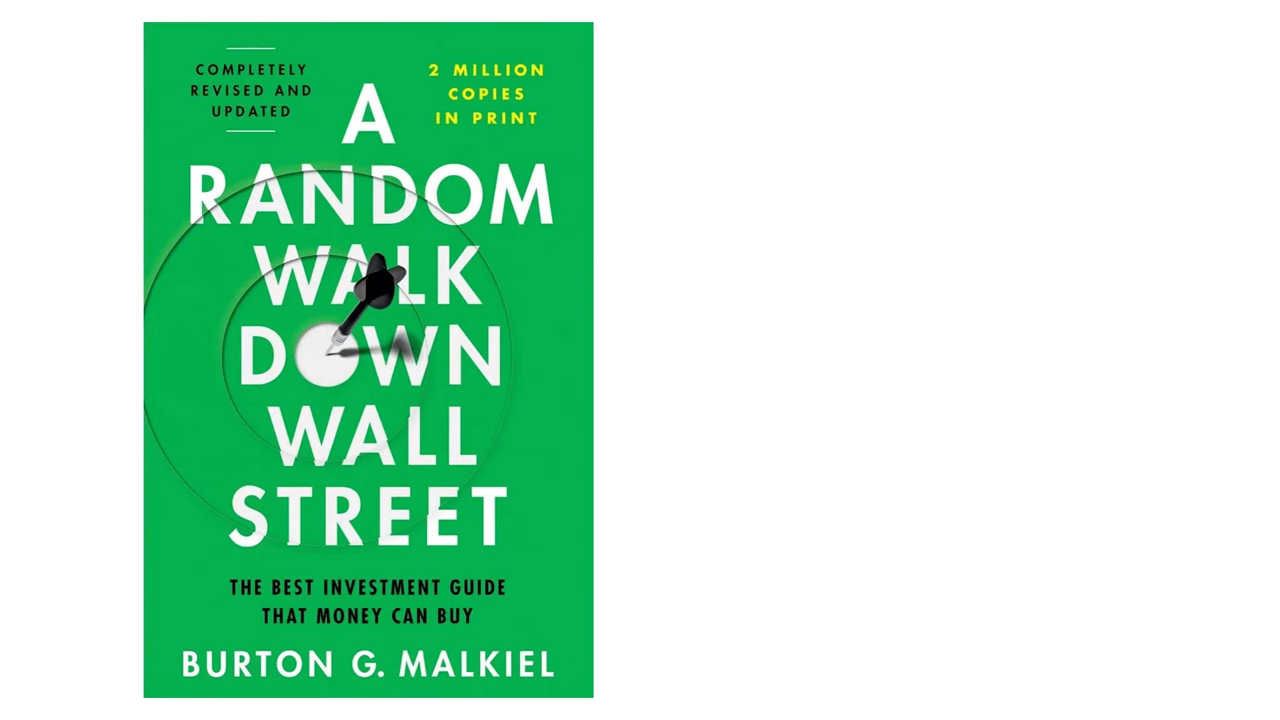 COMPLETELY
REVISED AND
UPDATED
2 MILLION
COPIES
IN PRINT
A
RANDOM
WALK
DOWN
WALL
STREET
THE BEST INVESTMENT GUIDE
THAT MONEY CAN BUY
BURTON G. MALKIEL